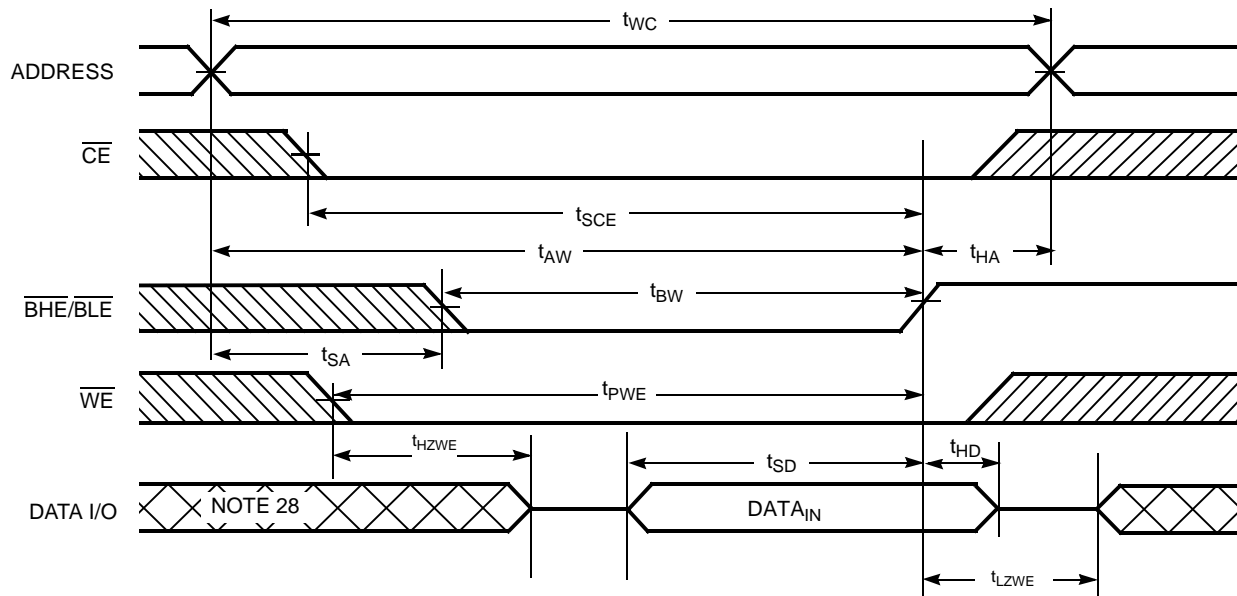 tWC
ADDRESS
CE
tSCE
tAW
tHA
BHE/BLE
tBW
tSA
WE
tPWE
tHZWE
tSD
tHD
DATA I/O
NOTE 28
DATAIN
tLZWE